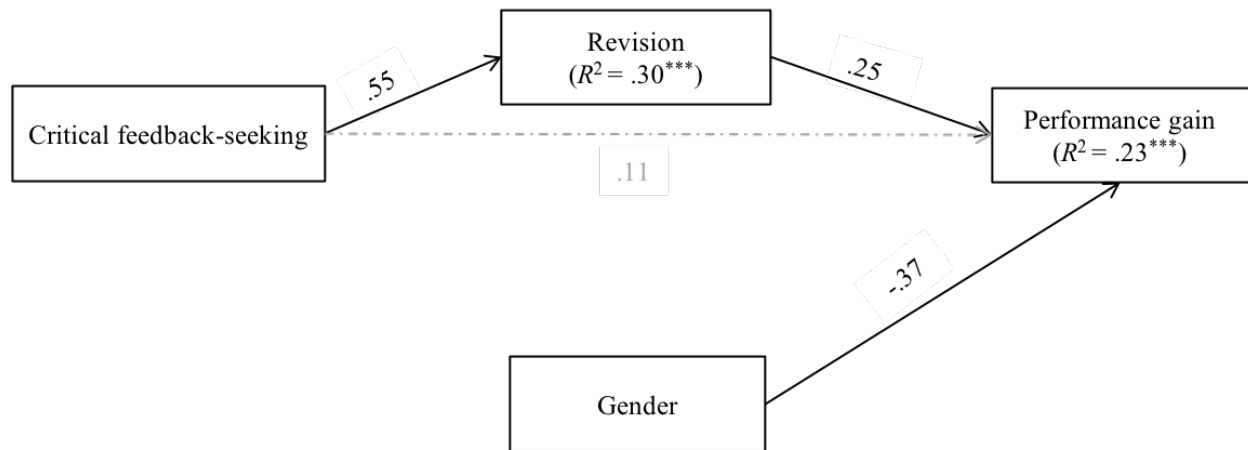 Revision
(R² = .30***)
.55
.25
Critical feedback-seeking
Performance gain
(R² = .23***)
.11
-.37
Gender